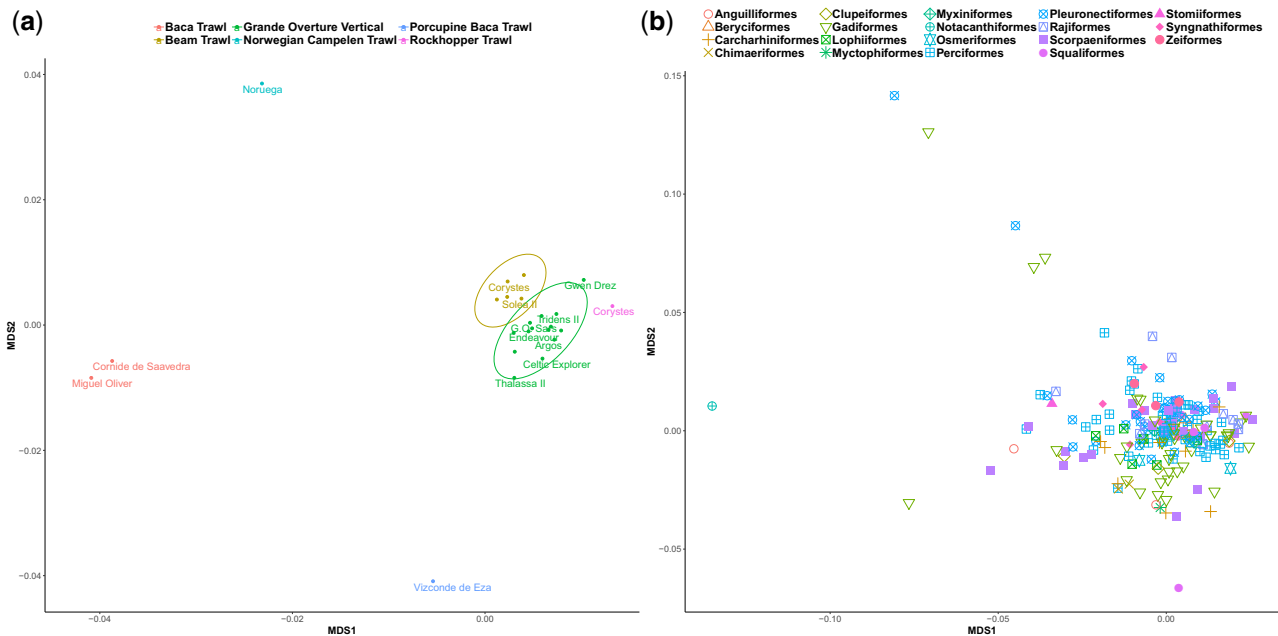 (a)
Baca Trawl Grande Overture Vertical Porcupine Baca Trawl
Beam Trawl Norwegian Campelen Trawl Rockhopper Trawl
0.04
0.02
0.00
−0.02
−0.04
MDS2
Noruega
Corystes
Solea II
Gwen Drez
Corystes
Tridens II
G.O. Sars
Endeavour
Argos
Celtic Explorer
Thalassa II
Cornide de Saavedra
Miguel Oliver
Vizconde de Eza
−0.04 −0.02 0.00
MDS1
(b)
Anguilliformes Clupeiformes Myxiniformes Pleuronectiformes Stomiiformes
Beryciformes Gadiformes Notacanthiformes Rajiformes Syngnathiformes
Carcharhiniformes Lophiiformes Osmeriformes Scorpaeniformes Zeiformes
Chimaeriformes Myctophiformes Perciformes Squaliformes
0.15
0.10
0.05
0.00
−0.05
MDS2
−0.10 −0.05 0.00
MDS1